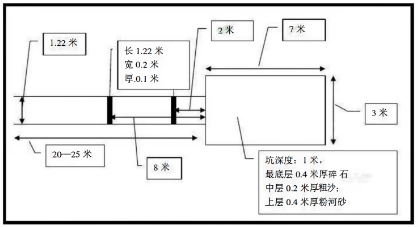 1.22 米
长 1.22 米
宽 0.2 米
厚.0.1 米
2 米
7 米
3 米
20—25 米
8 米
坑深度：1 米，
最底层 0.4 米厚碎 石
中层 0.2 米厚粗沙；
上层 0.4 米厚粉河砂